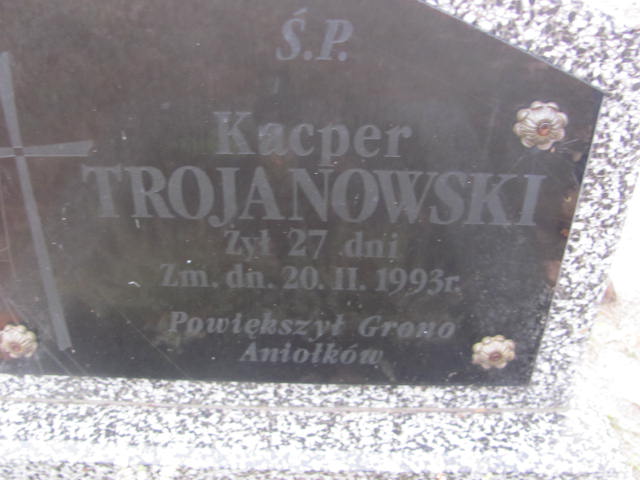 Ś.P.
Kacper
TROJANOWSKI
Żył 27 dni
Zm. dn. 20. II. 1993r.
Powiększył Grono
Aniołków